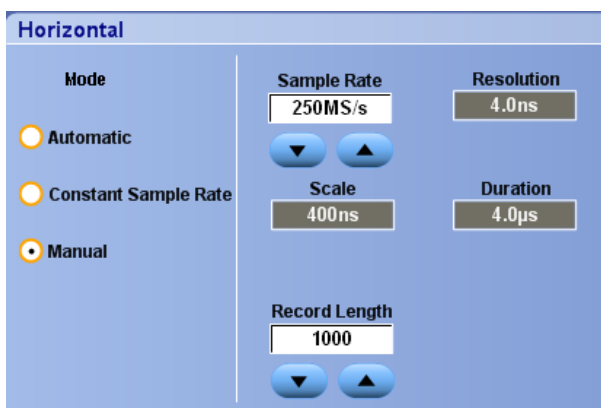 Horizontal
Mode
Automatic
Constant Sample Rate
Manual
Sample Rate
250MS/s
Resolution
4.0ns
Scale
400ns
Duration
4.0µs
Record Length
1000